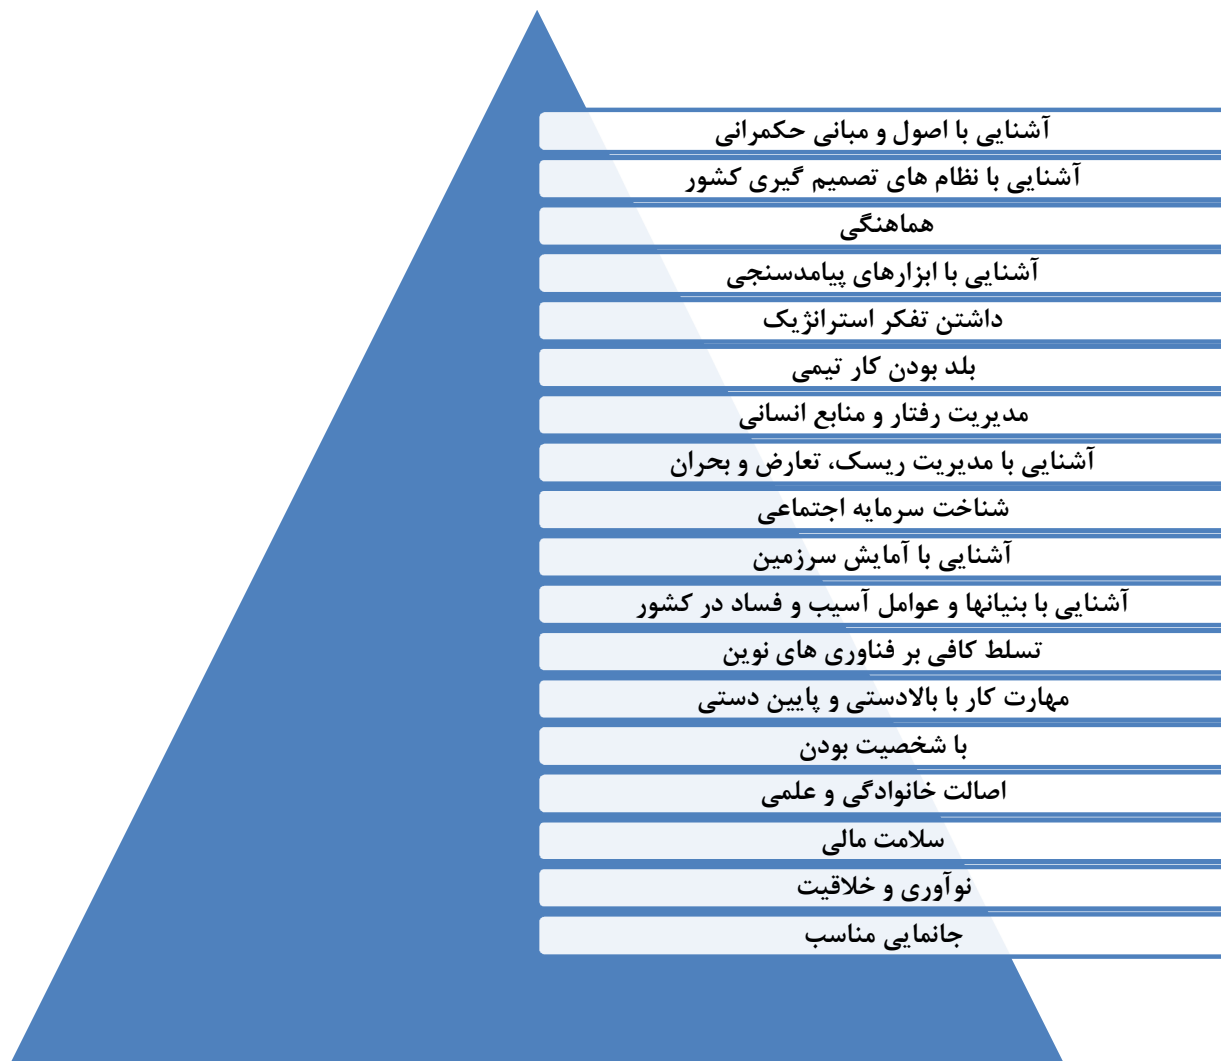 آشنایی با اصول و مبانی حکمرانی
آشنایی با نظام های تصمیم گیری کشور
هماهنگی
آشنایی با ابزارهای پیامدسنجی
داشتن تفکر استرانژیک
بلد بودن کار تیمی
مدیریت رفتار و منابع انسانی
آشنایی با مدیریت ریسک، تعارض و بحران
شناخت سرمایه اجتماعی
آشنایی با آمایش سرزمین
آشنایی با بنیانها و عوامل آسیب و فساد در کشور
تسلط کافی بر فناوری های نوین
مهارت کار با بالادستی و پایین دستی
با شخصیت بودن
اصالت خانوادگی و علمی
سلامت مالی
نوآوری و خلاقیت
جانمایی مناسب